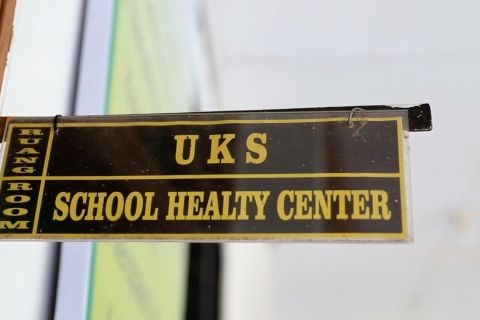 RUANG
ROOM
UKS
SCHOOL HEALTY CENTER